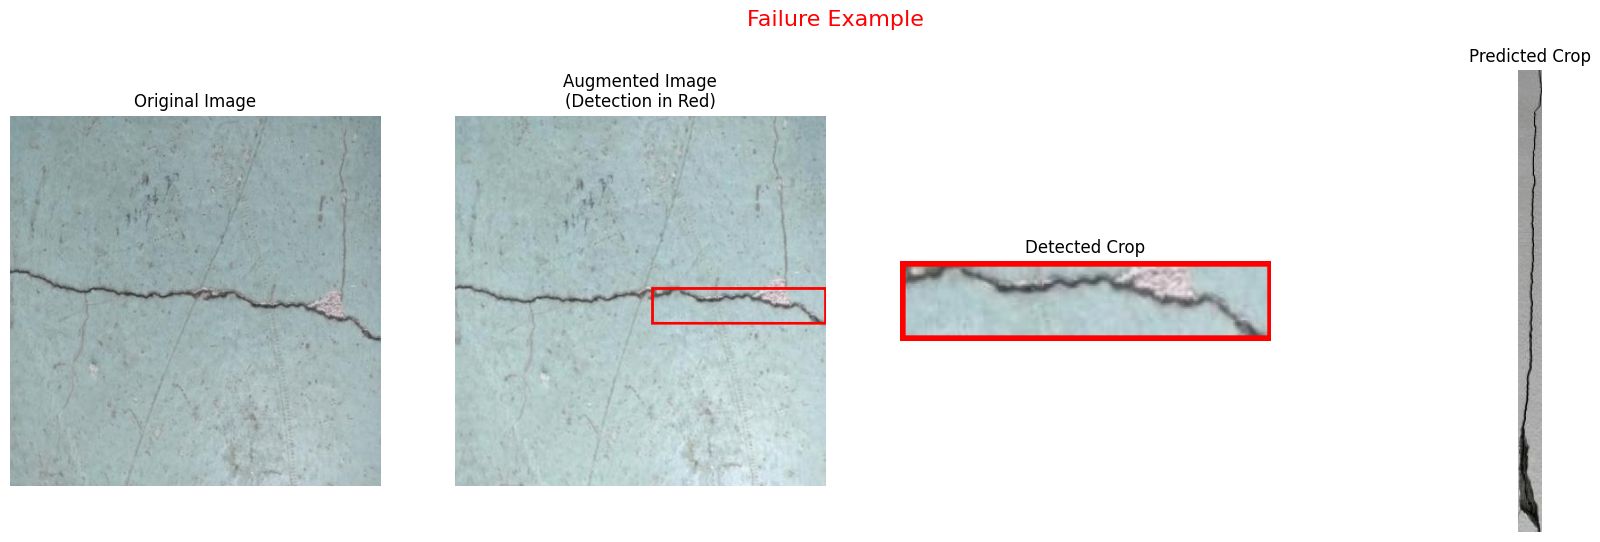 Failure Example
Original Image
Augmented Image
(Detection in Red)
Detected Crop
Predicted Crop